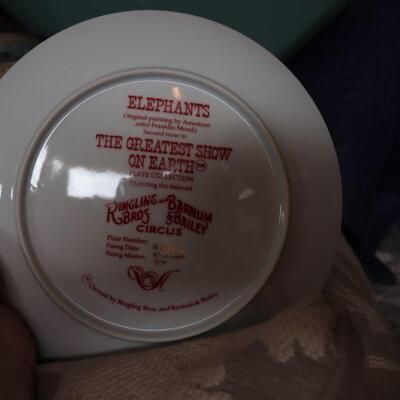 ELEPHANTS
Original painting by American
artist Franklin Moody
Second issue in
THE GREATEST SHOW
ON EARTH
PLATE COLLECTION
Honoring the beloved
RINGLING AND BARNUM
BROS & BAILEY
CIRCUS
Plate Number:
Firing Date:
Firing Master:
Owned by Ringling Bros. and Barnum & Bailey